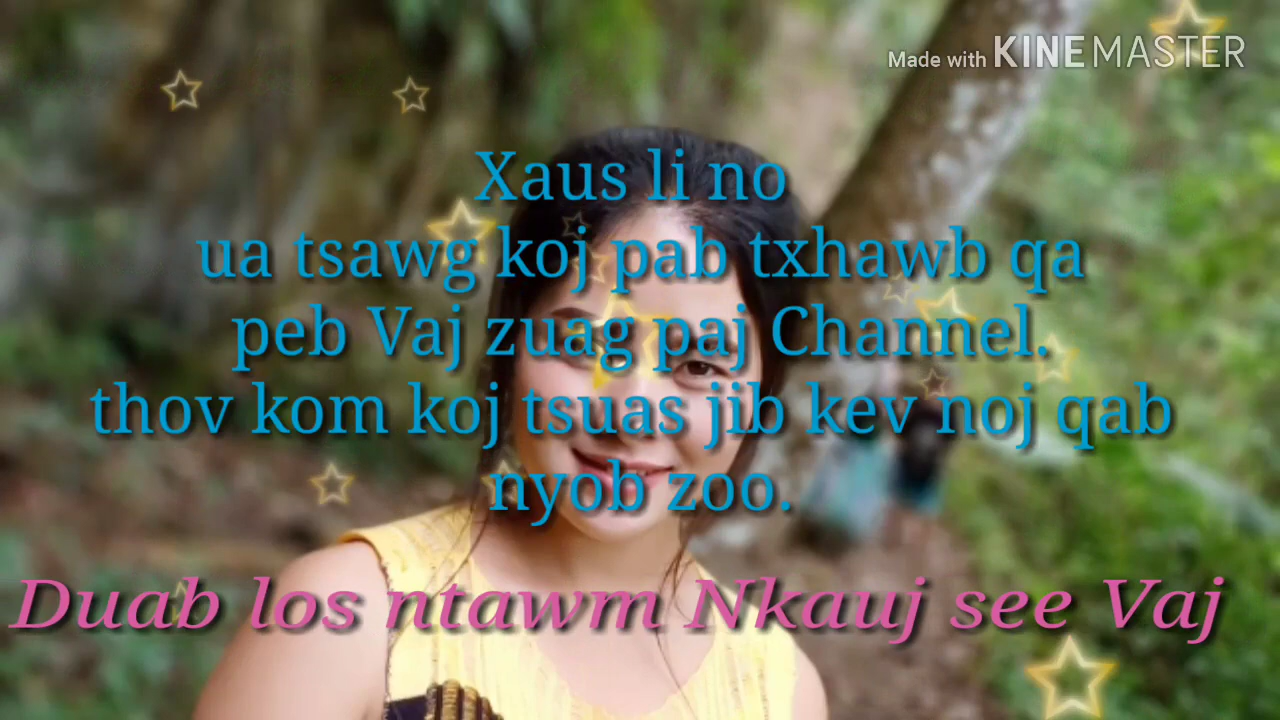 Made with KINEMASTER
Xaus li no
ua tsawg koj pab txhawb qa
peb Vaj zuag paj Channel.
thov kom koj tsuas jib kev noj qab
nyob zoo.
Duab los ntawm Nkauj see Vaj